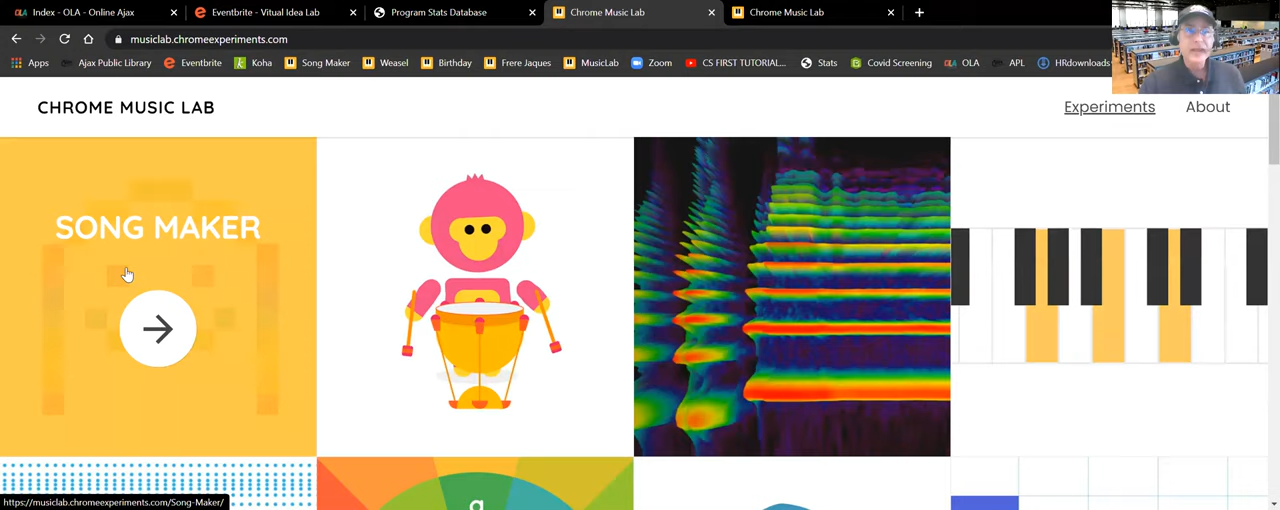 Index - OLA - Online Ajax
Eventbrite - Vitual Idea Lab
Program Stats Database
Chrome Music Lab
Chrome Music Lab
musiclab.chromeexperiments.com
Apps
Ajax Public Library
Eventbrite
Koha
Song Maker
Weasel
Birthday
Frere Jaques
MusicLab
Zoom
CS FIRST TUTORIAL...
Stats
Covid Screening
OLA
APL
HRdownloads
CHROME MUSIC LAB
Experiments
About
SONG MAKER
https://musiclab.chromeexperiments.com/Song-Maker/